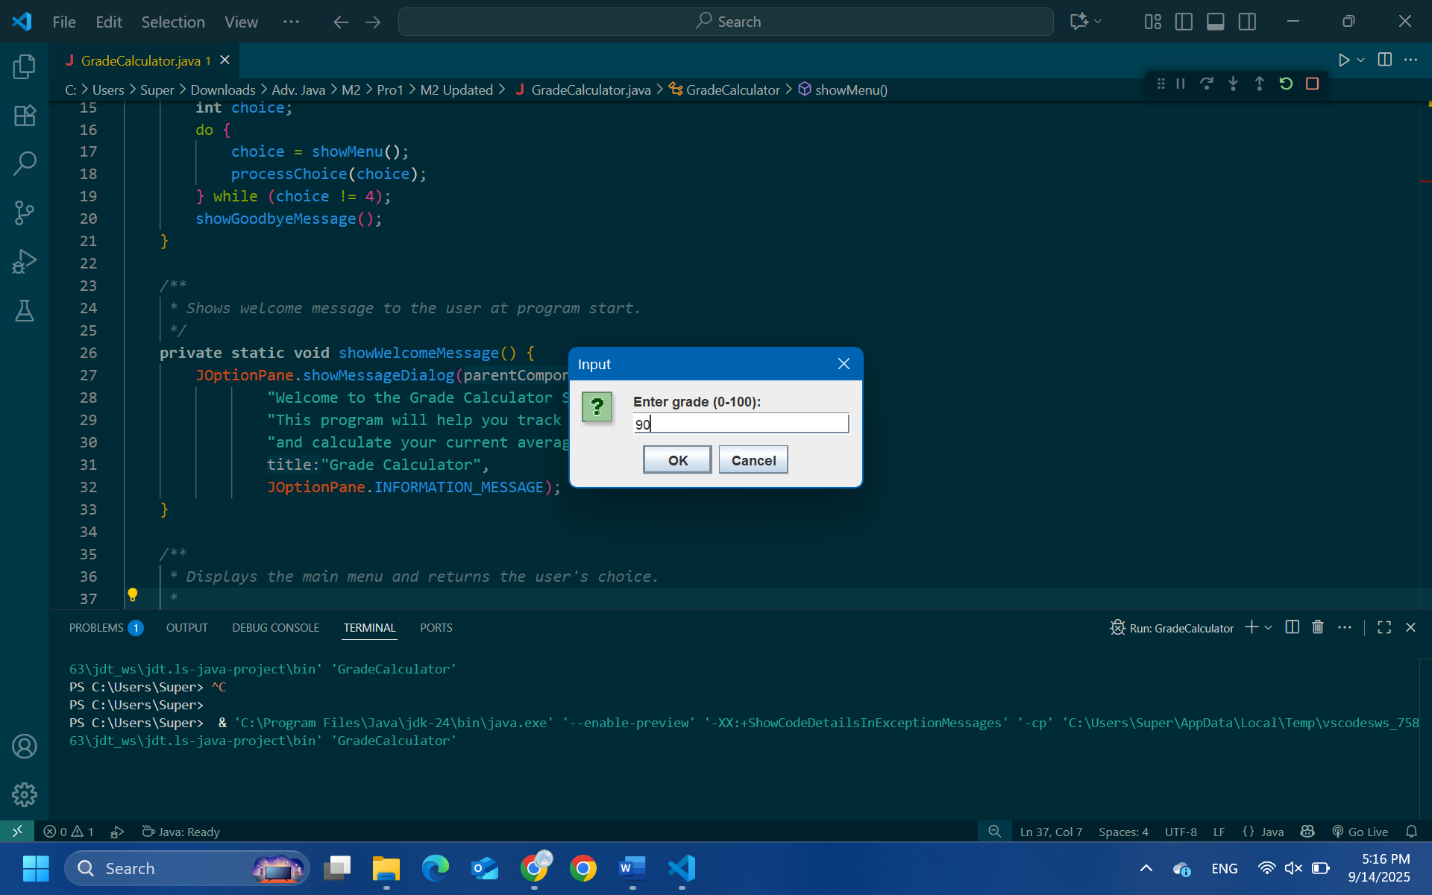 File Edit Selection View ··· Search
J GradeCalculator.java 1
C: > Users > Super > Downloads > Adv. Java > M2 > Pro1 > M2 Updated > J GradeCalculator.java > GradeCalculator > showMenu()
15 int choice;
16 do {
17 choice = showMenu();
18 processChoice(choice);
19 } while (choice != 4);
20 showGoodbyeMessage();
21 }
22
23 /**
24 * Shows welcome message to the user at program start.
25 */
26 private static void showWelcomeMessage() {
27 JOptionPane.showMessageDialog(parentCompon
28 "Welcome to the Grade Calculator S
29 "This program will help you track
30 "and calculate your current averag
31 title:"Grade Calculator",
32 JOptionPane.INFORMATION_MESSAGE);
33 }
34
35 /**
36 * Displays the main menu and returns the user's choice.
37 *
Input
Enter grade (0-100):
90
OK Cancel
PROBLEMS 1 OUTPUT DEBUG CONSOLE TERMINAL PORTS Run: GradeCalculator
63\jdt_ws\jdt.ls-java-project\bin' 'GradeCalculator'
PS C:\Users\Super> ^C
PS C:\Users\Super>
PS C:\Users\Super> & 'C:\Program Files\Java\jdk-24\bin\java.exe' '--enable-preview' '-XX:+ShowCodeDetailsInExceptionMessages' '-cp' 'C:\Users\Super\AppData\Local\Temp\vscodesws_758
63\jdt_ws\jdt.ls-java-project\bin' 'GradeCalculator'
0 1 Java: Ready Ln 37, Col 7 Spaces: 4 UTF-8 LF {} Java Go Live
Search ENG 5:16 PM
9/14/2025